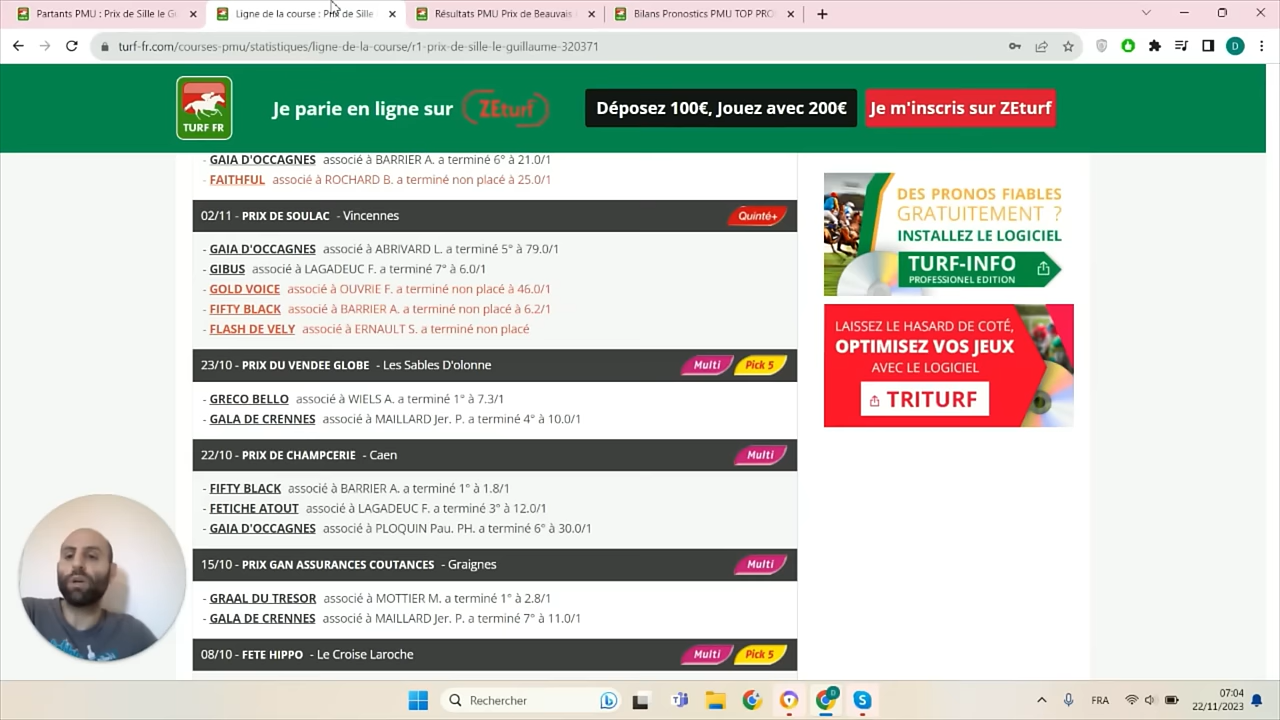 Partants PMU : Prix de Sille le G
Ligne de la course : Prix de Sille
Résultats PMU Prix de Beauvais
Bilans Pronostics PMU TOP PRO
turf-fr.com/courses-pmu/statistiques/ligne-de-la-course/r1-prix-de-sille-le-guillaume-320371
D
TURF FR
Je parie en ligne sur ZEturf
Déposez 100€, Jouez avec 200€
Je m'inscris sur ZEturf
- GAIA D'OCCAGNES associé à BARRIER A. a terminé 6° à 21.0/1
- FAITHFUL associé à ROCHARD B. a terminé non placé à 25.0/1
02/11 - PRIX DE SOULAC - Vincennes Quinté+
- GAIA D'OCCAGNES associé à ABRIVARD L. a terminé 5° à 79.0/1
- GIBUS associé à LAGADEUC F. a terminé 7° à 6.0/1
- GOLD VOICE associé à OUVRIE F. a terminé non placé à 46.0/1
- FIFTY BLACK associé à BARRIER A. a terminé non placé à 6.2/1
- FLASH DE VELY associé à ERNAULT S. a terminé non placé
23/10 - PRIX DU VENDEE GLOBE - Les Sables D'olonne Multi Pick 5
- GRECO BELLO associé à WIELS A. a terminé 1° à 7.3/1
- GALA DE CRENNES associé à MAILLARD Jer. P. a terminé 4° à 10.0/1
22/10 - PRIX DE CHAMPCERIE - Caen Multi
- FIFTY BLACK associé à BARRIER A. a terminé 1° à 1.8/1
- FETICHE ATOUT associé à LAGADEUC F. a terminé 3° à 12.0/1
- GAIA D'OCCAGNES associé à PLOQUIN Pau. PH. a terminé 6° à 30.0/1
15/10 - PRIX GAN ASSURANCES COUTANCES - Graignes Multi
- GRAAL DU TRESOR associé à MOTTIER M. a terminé 1° à 2.8/1
- GALA DE CRENNES associé à MAILLARD Jer. P. a terminé 7° à 11.0/1
08/10 - FETE HIPPO - Le Croise Laroche Multi Pick 5
DES PRONOS FIABLES
GRATUITEMENT ?
INSTALLEZ LE LOGICIEL
TURF-INFO
PROFESSIONEL EDITION
LAISSEZ LE HASARD DE COTÉ,
OPTIMISEZ VOS JEUX
AVEC LE LOGICIEL
TRITURF
Rechercher
FRA
07:04
22/11/2023